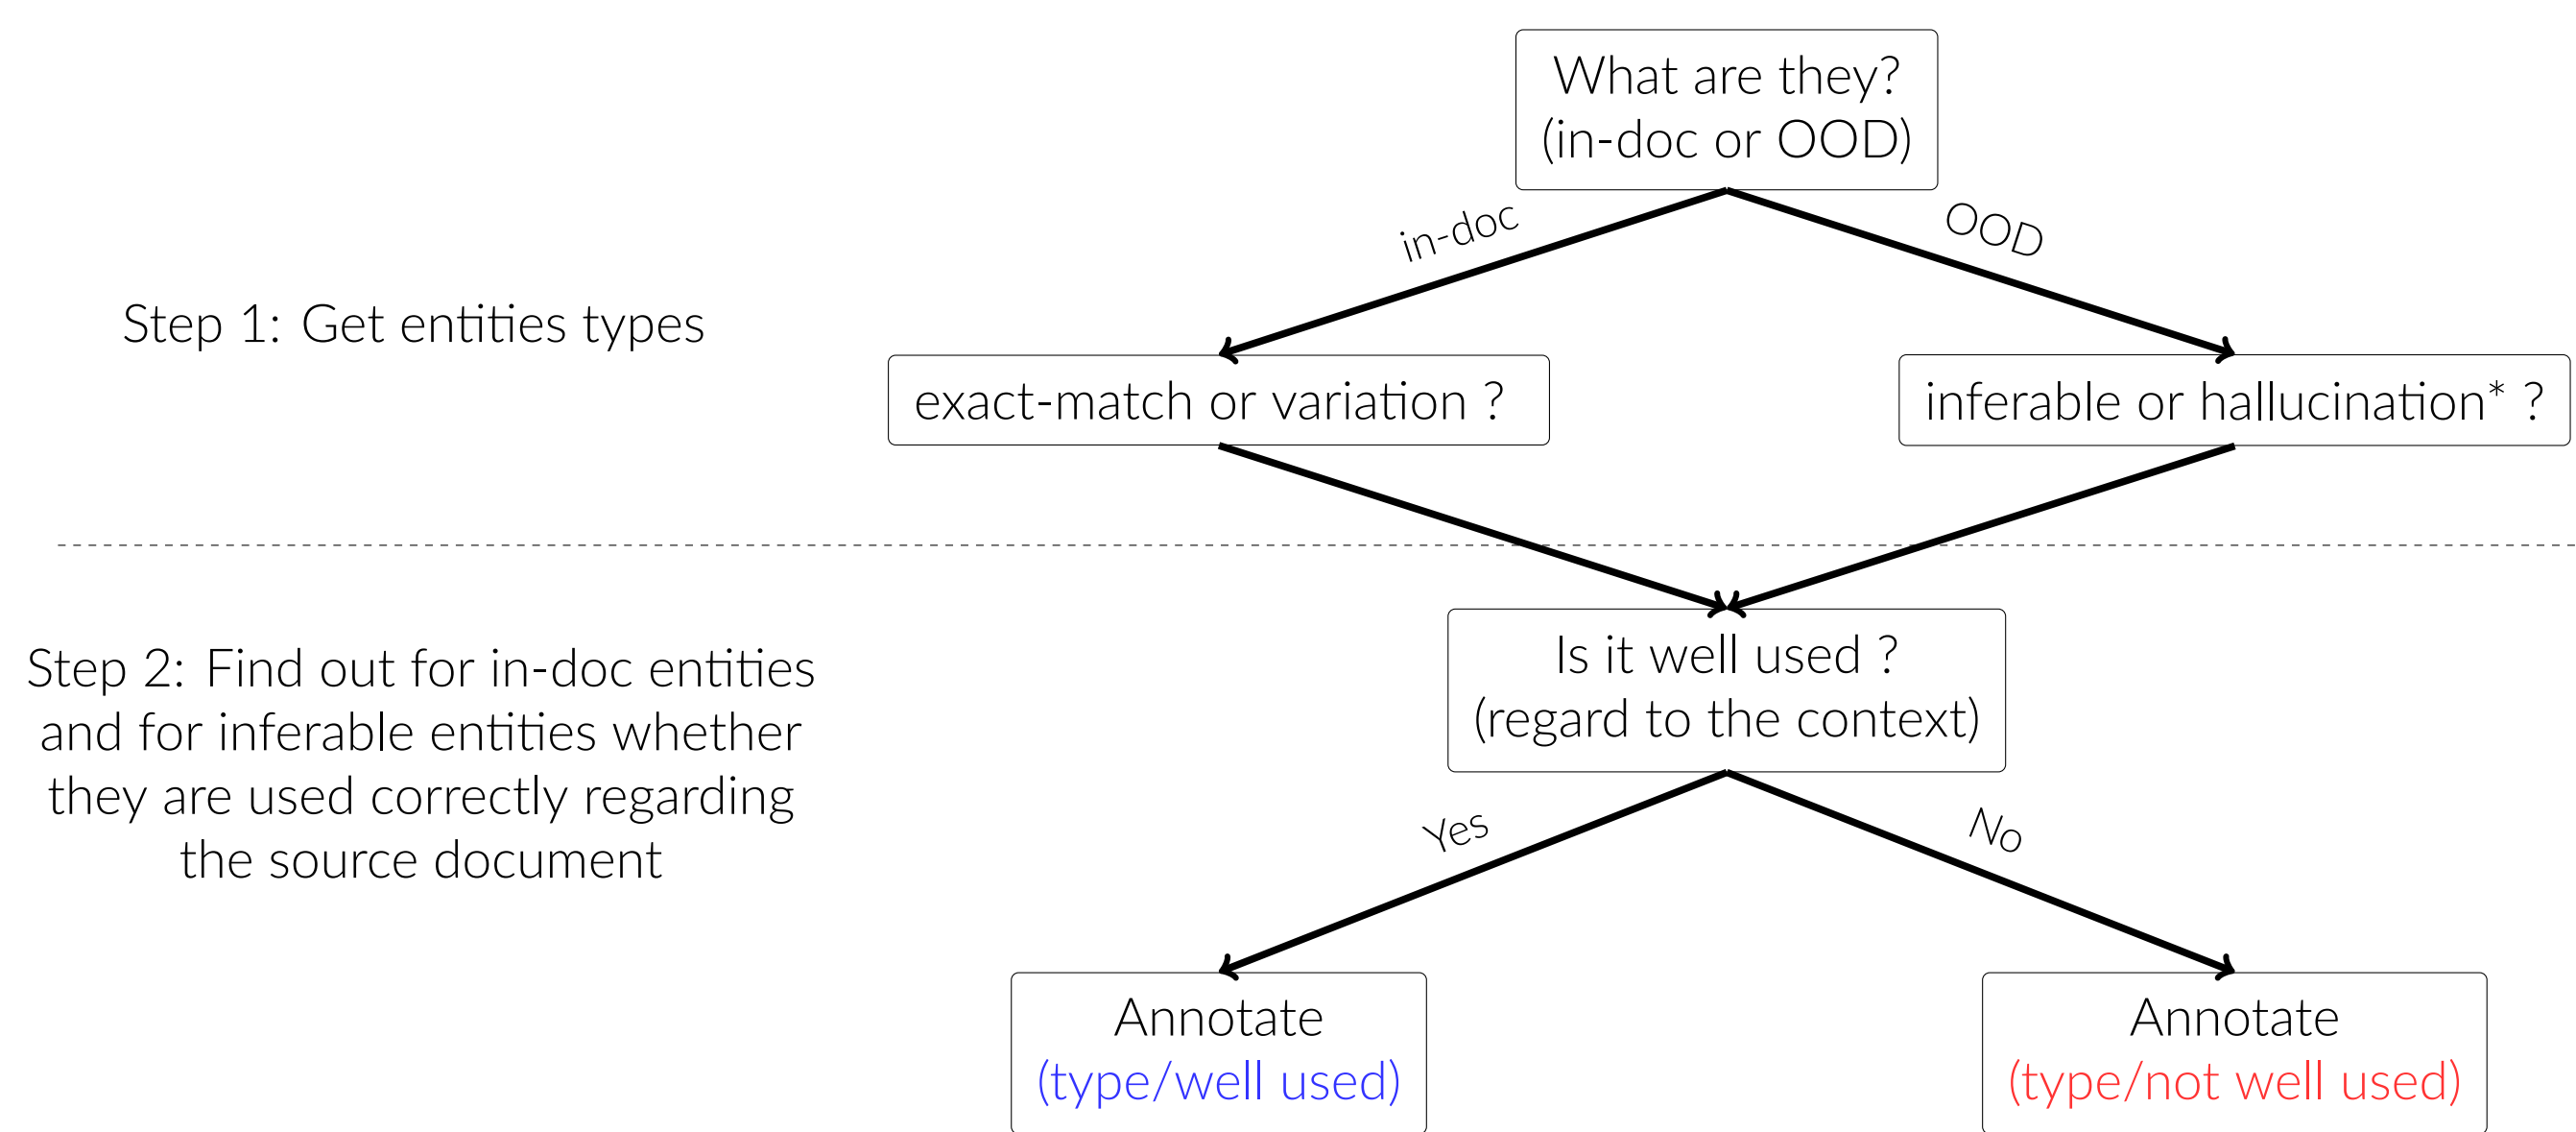 What are they?
(in-doc or OOD)
in-doc
OOD
Step 1: Get entities types
exact-match or variation ?
inferable or hallucination* ?
Step 2: Find out for in-doc entities
and for inferable entities whether
they are used correctly regarding
the source document
Is it well used ?
(regard to the context)
Yes
No
Annotate
(type/well used)
Annotate
(type/not well used)